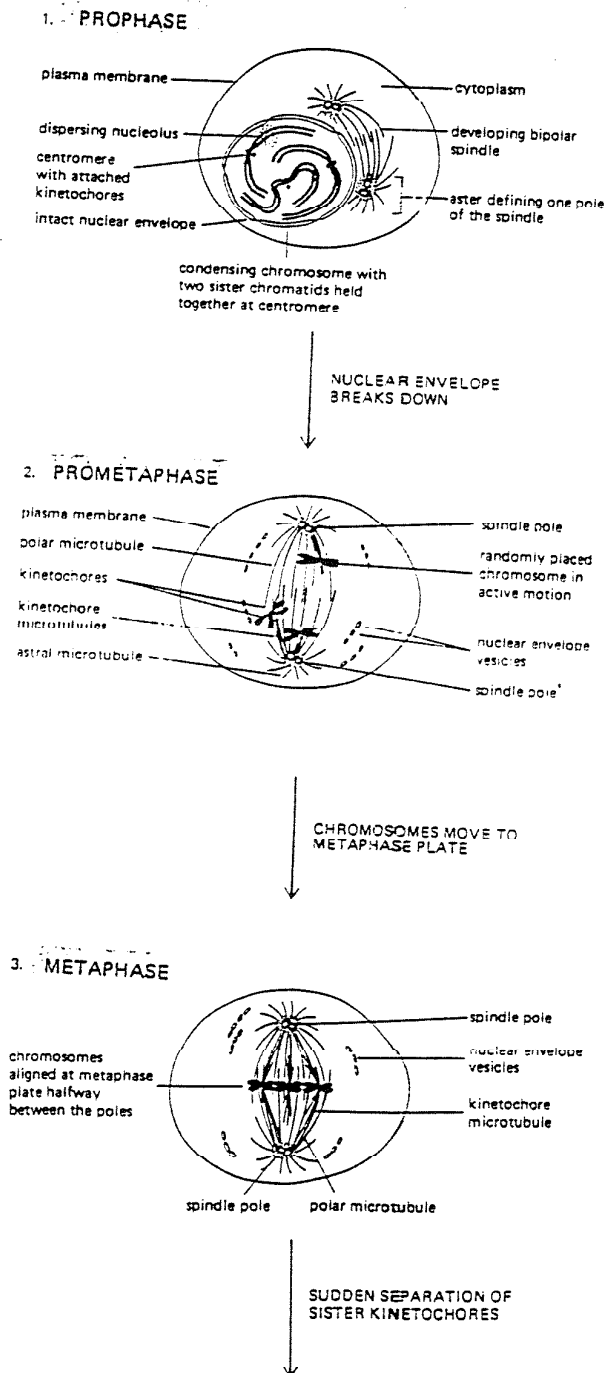 1. PROPHASE
plasma membrane
cytoplasm
dispersing nucleolus
developing bipolar
spindle
centromere
with attached
kinetochores
aster defining one pole
of the spindle
intact nuclear envelope
condensing chromosome with
two sister chromatids held
together at centromere
NUCLEAR ENVELOPE
BREAKS DOWN
2. PROMETAPHASE
plasma membrane
spindle pole
polar microtubule
randomly placed
chromosome in
active motion
kinetochores
kinetochore
microtubules
nuclear envelope
vesicles
astral microtubule
spindle pole
CHROMOSOMES MOVE TO
METAPHASE PLATE
3. METAPHASE
spindle pole
nuclear envelope
vesicles
chromosomes
aligned at metaphase
plate halfway
between the poles
kinetochore
microtubule
spindle pole
polar microtubule
SUDDEN SEPARATION OF
SISTER KINETOCHORES